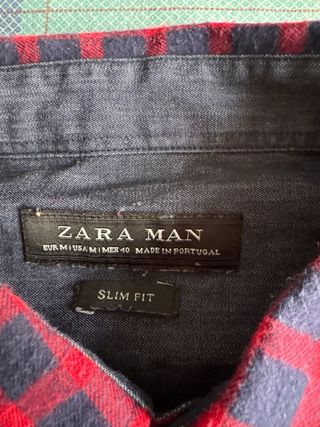 ZARA MAN
EUR M | USA M | MEX 40 MADE IN PORTUGAL
SLIM FIT